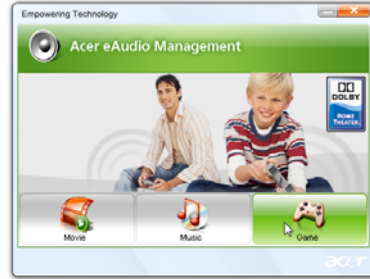 Empowering Technology
Acer eAudio Management
DOLBY
HOME
THEATER
Movie
Music
Game
acer